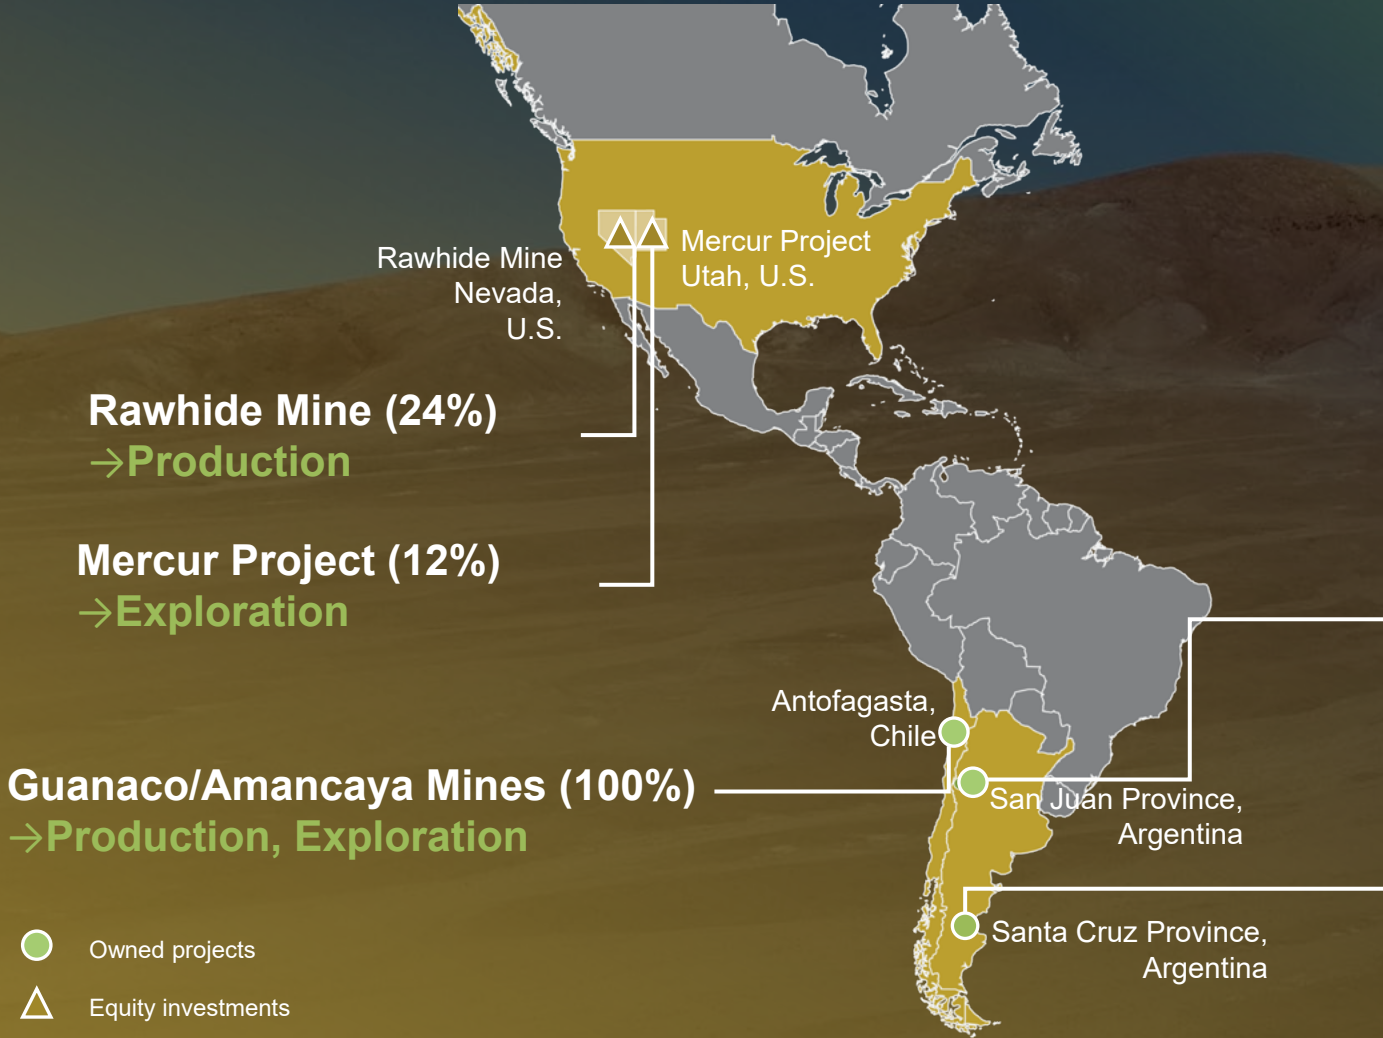 Rawhide Mine
Nevada,
U.S.
Mercur Project
Utah, U.S.
Rawhide Mine (24%)
→Production
Mercur Project (12%)
→Exploration
Antofagasta,
Chile
Guanaco/Amancaya Mines (100%)
→Production, Exploration
San Juan Province,
Argentina
Santa Cruz Province,
Argentina
Owned projects
Equity investments